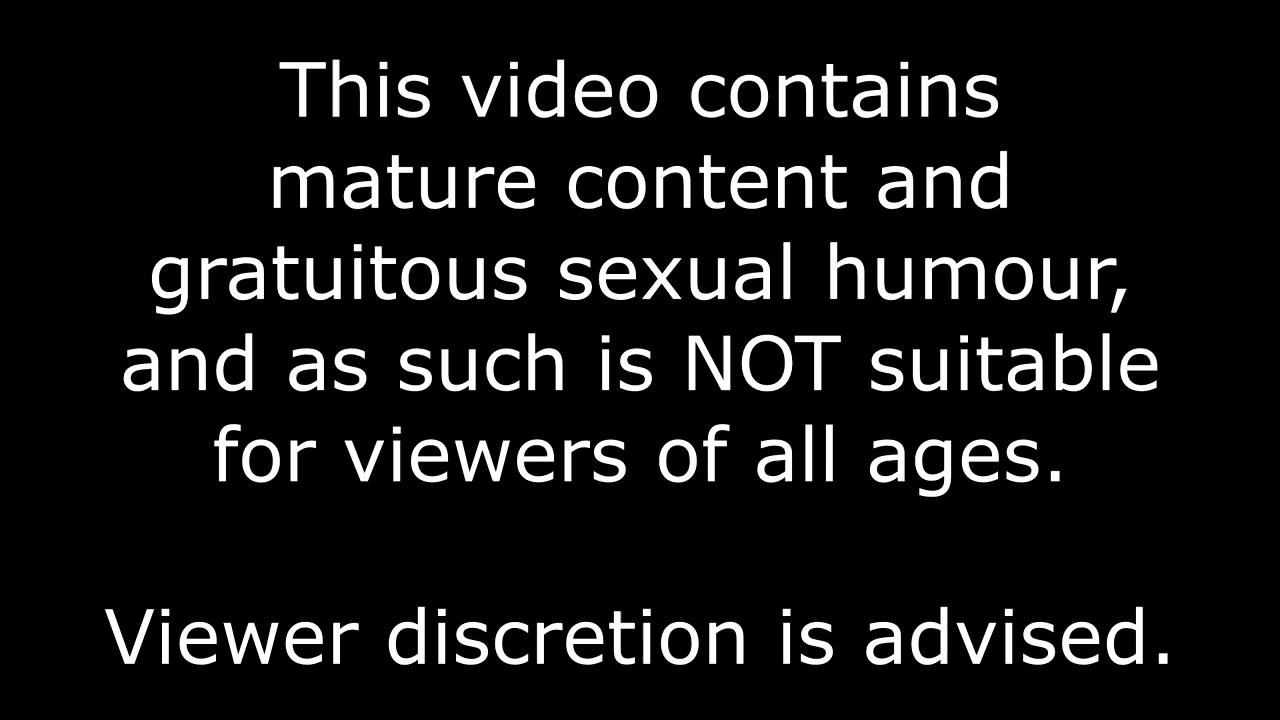 This video contains
mature content and
gratuitous sexual humour,
and as such is NOT suitable
for viewers of all ages.
Viewer discretion is advised.